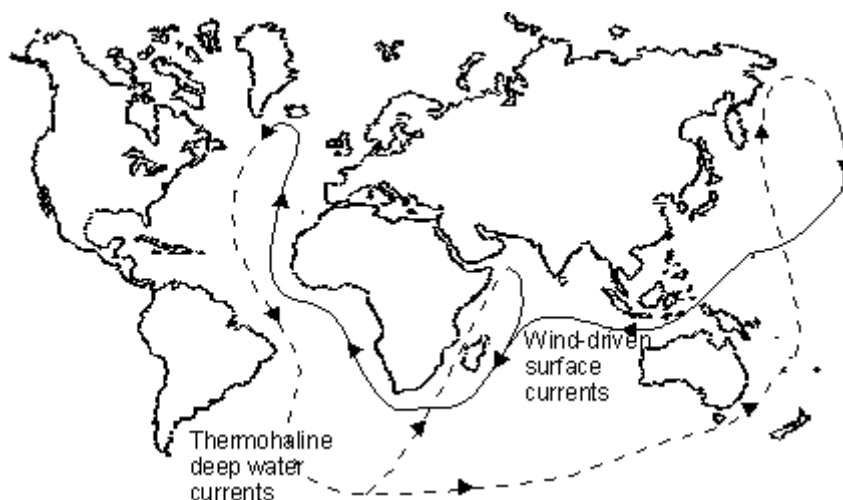 Wind-driven
surface
currents
Thermohaline
deep water
currents